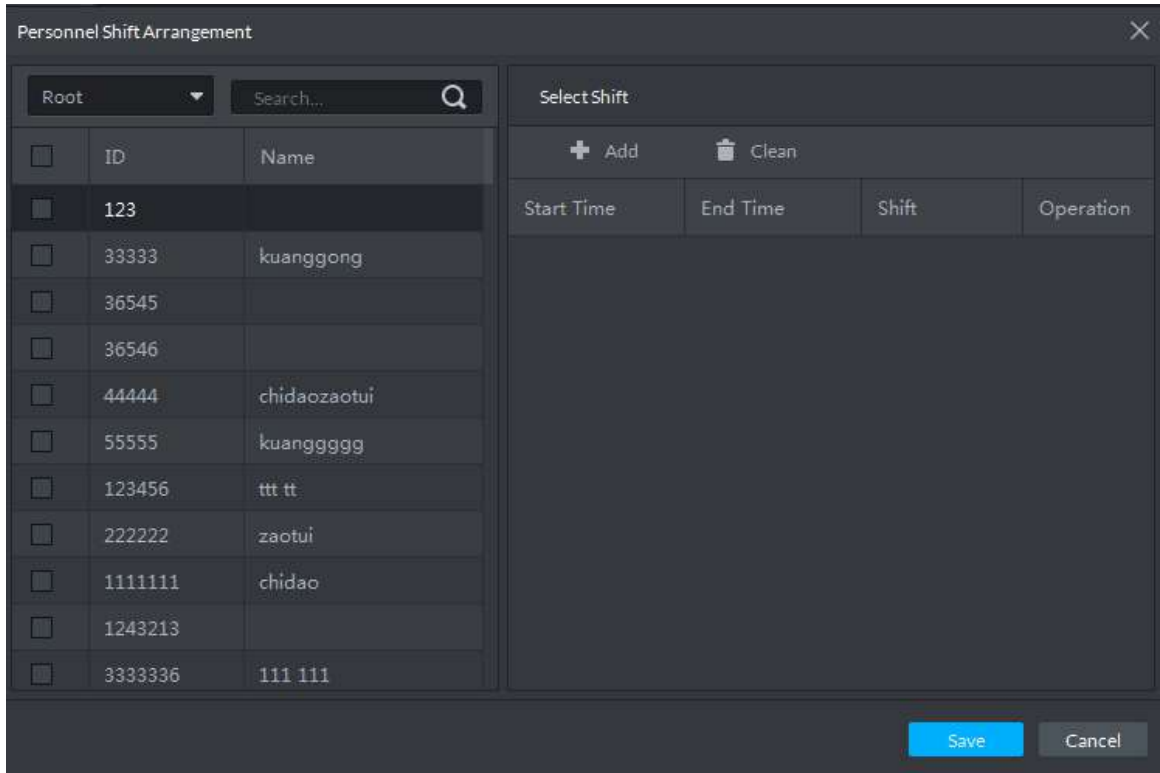 Personnel Shift Arrangement
Root Search... Select Shift
Add Clean
ID Name
Start Time End Time Shift Operation
123
33333 kuanggong
36545
36546
44444 chidaozaotui
55555 kuanggggg
123456 ttt tt
222222 zaotui
1111111 chidao
1243213
3333336 111 111
Save Cancel